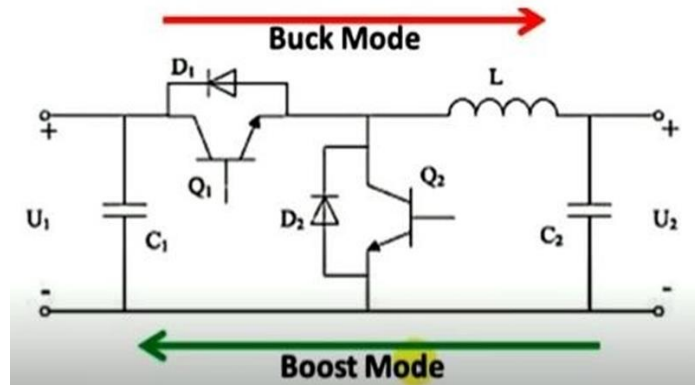 Buck Mode
D₁
L
+
+
Q₁
Q₂
U₁
C₁
D₂
C₂
U₂
-
-
Boost Mode